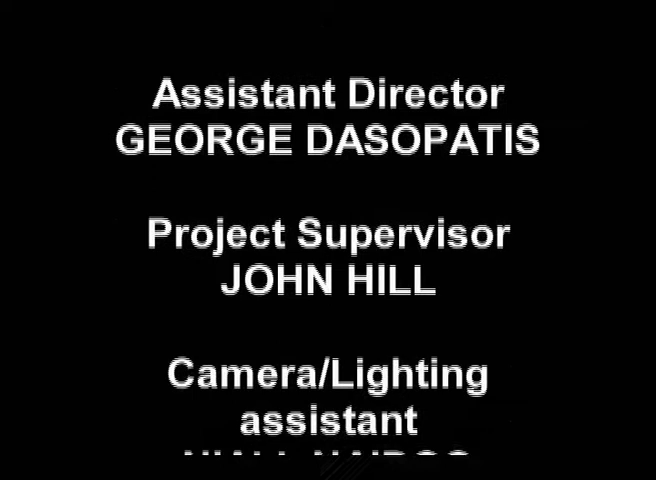 Assistant Director
GEORGE DASOPATIS
Project Supervisor
JOHN HILL
Camera/Lighting
assistant